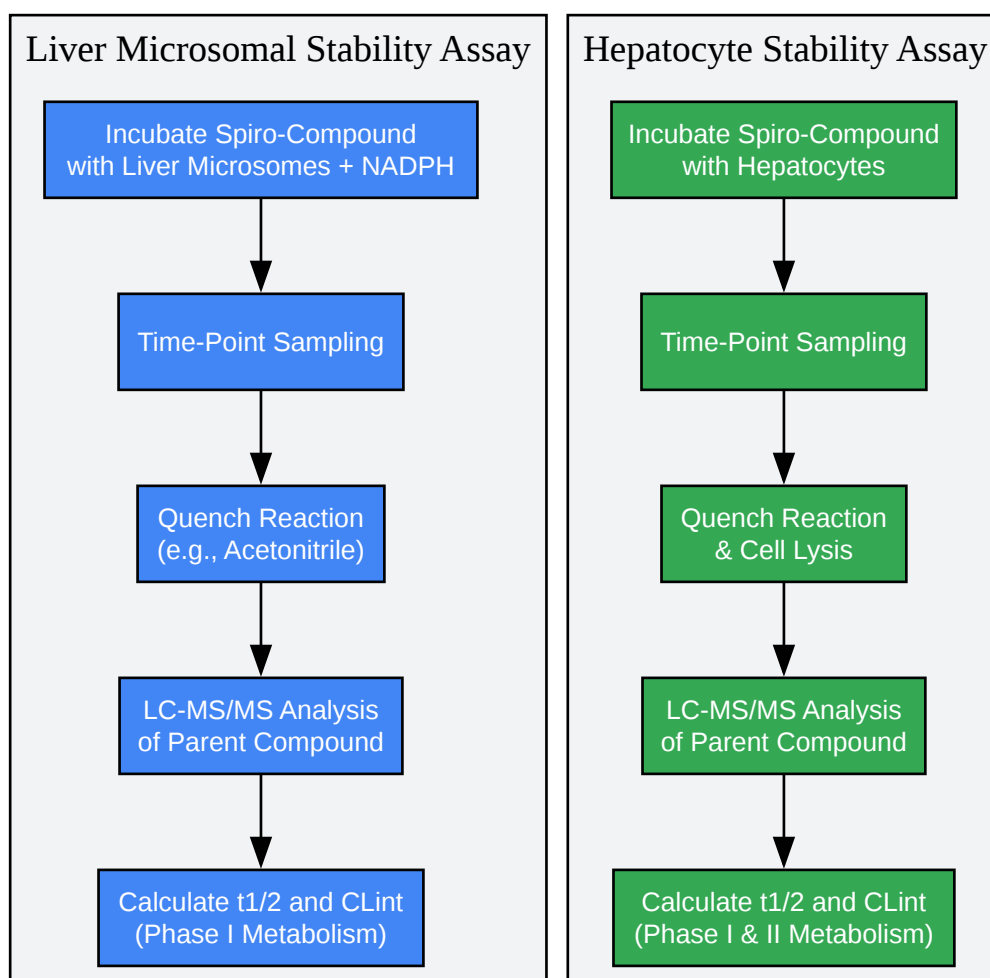 Liver Microsomal Stability Assay
Incubate Spiro-Compound
with Liver Microsomes + NADPH
Time-Point Sampling
Quench Reaction
(e.g., Acetonitrile)
LC-MS/MS Analysis
of Parent Compound
Calculate t1/2 and CLint
(Phase I Metabolism)
Hepatocyte Stability Assay
Incubate Spiro-Compound
with Hepatocytes
Time-Point Sampling
Quench Reaction
& Cell Lysis
LC-MS/MS Analysis
of Parent Compound
Calculate t1/2 and CLint
(Phase I & II Metabolism)